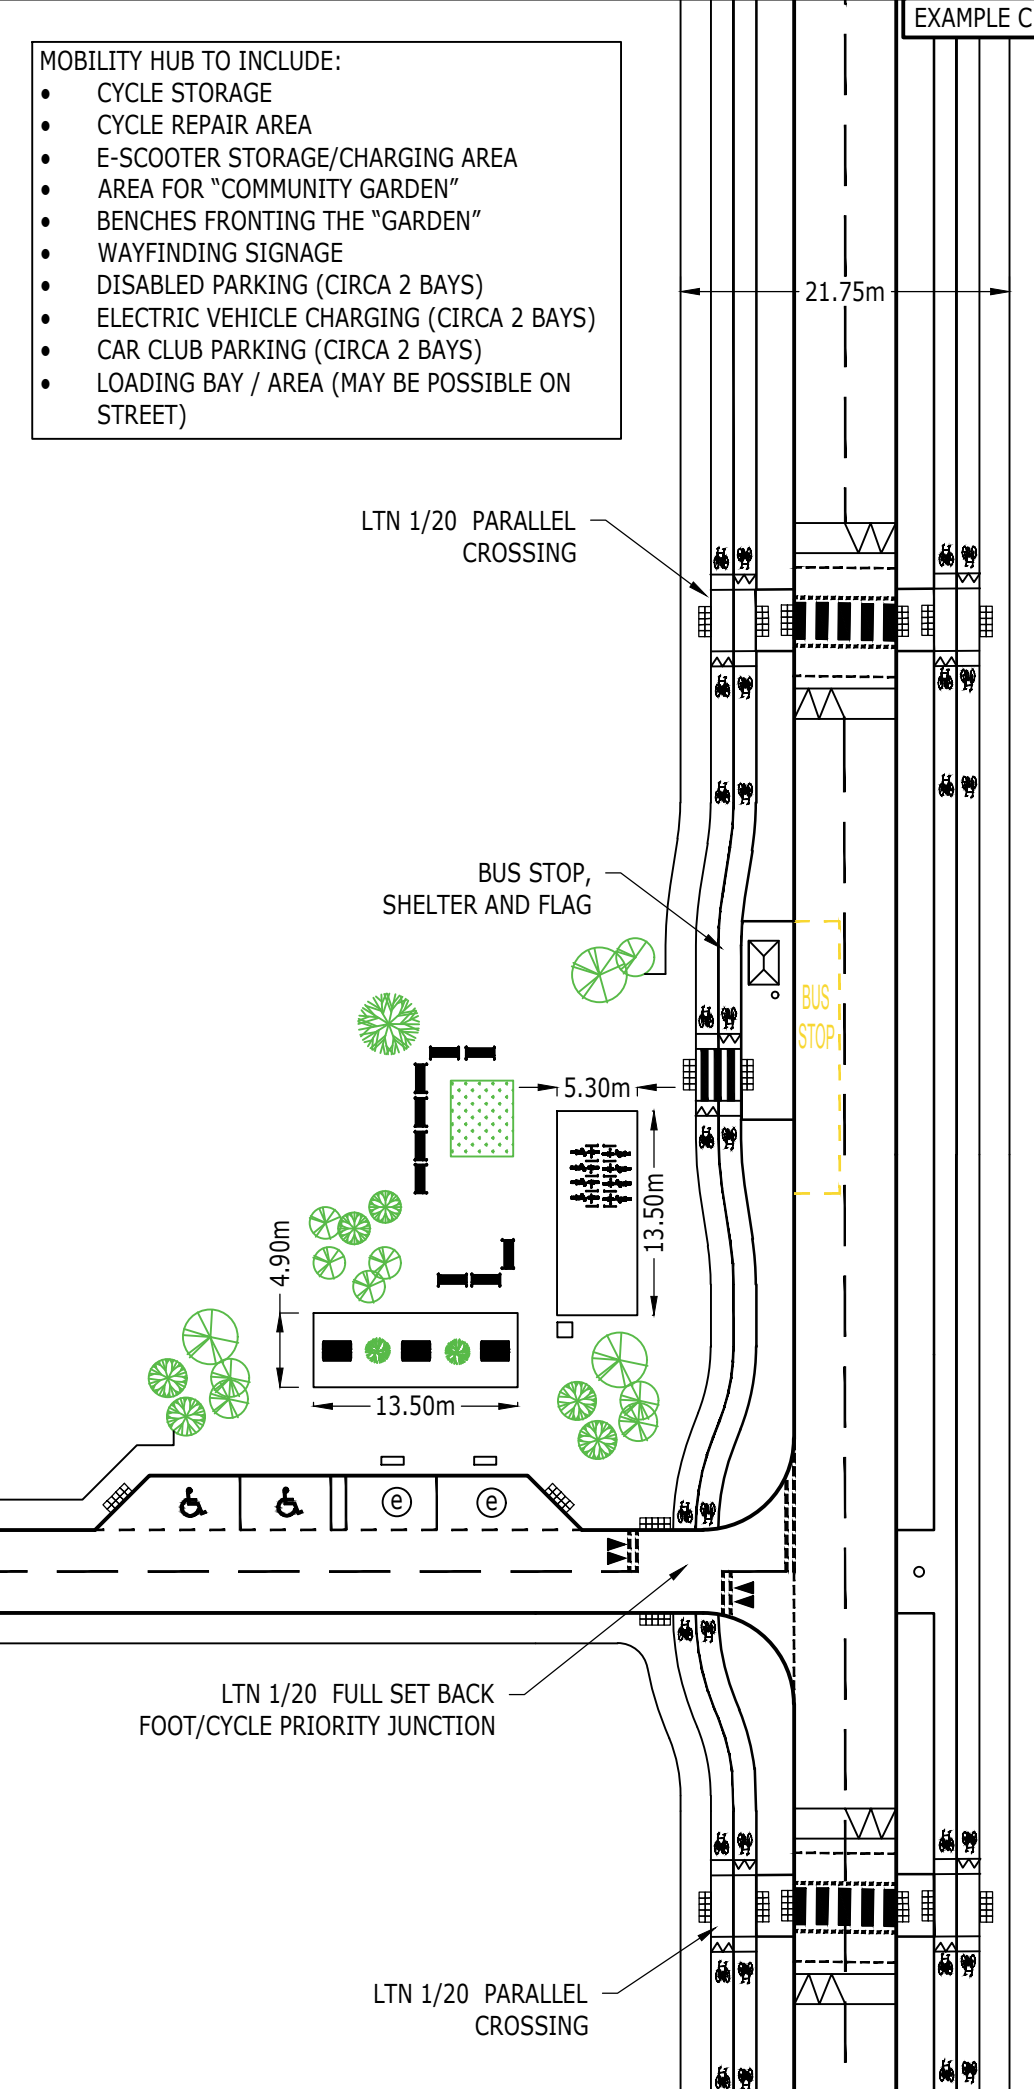 EXAMPLE C
MOBILITY HUB TO INCLUDE:
• CYCLE STORAGE
• CYCLE REPAIR AREA
• E-SCOOTER STORAGE/CHARGING AREA
• AREA FOR “COMMUNITY GARDEN”
• BENCHES FRONTING THE “GARDEN”
• WAYFINDING SIGNAGE
• DISABLED PARKING (CIRCA 2 BAYS)
• ELECTRIC VEHICLE CHARGING (CIRCA 2 BAYS)
• CAR CLUB PARKING (CIRCA 2 BAYS)
• LOADING BAY / AREA (MAY BE POSSIBLE ON
STREET)
21.75m
LTN 1/20 PARALLEL
CROSSING
BUS STOP,
SHELTER AND FLAG
BUS
STOP
5.30m
13.50m
4.90m
13.50m
e
e
LTN 1/20 FULL SET BACK
FOOT/CYCLE PRIORITY JUNCTION
LTN 1/20 PARALLEL
CROSSING